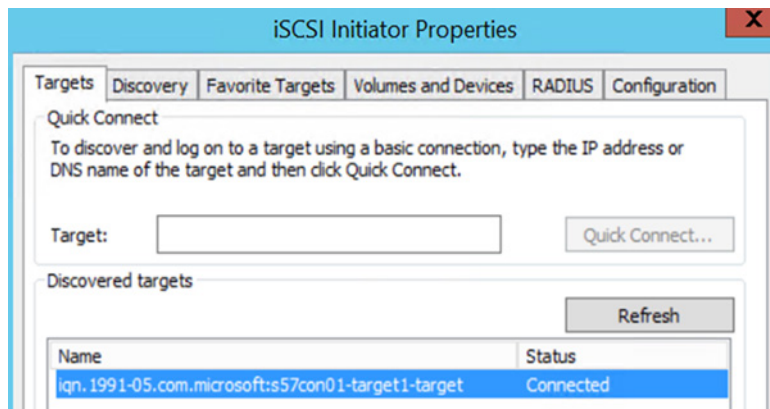 iSCSI Initiator Properties
X
Targets Discovery Favorite Targets Volumes and Devices RADIUS Configuration
Quick Connect
To discover and log on to a target using a basic connection, type the IP address or
DNS name of the target and then click Quick Connect.
Target:
Quick Connect...
Discovered targets
Refresh
Name Status
iqn.1991-05.com.microsoft:s57con01-target1-target Connected